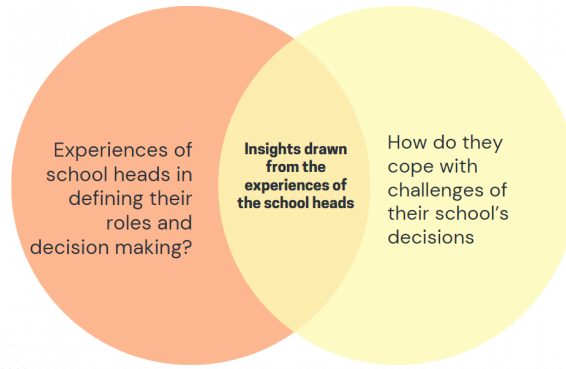 Experiences of
school heads in
defining their
roles and
decision making?
Insights drawn
from the
experiences of
the school heads
How do they
cope with
challenges of
their school's
decisions